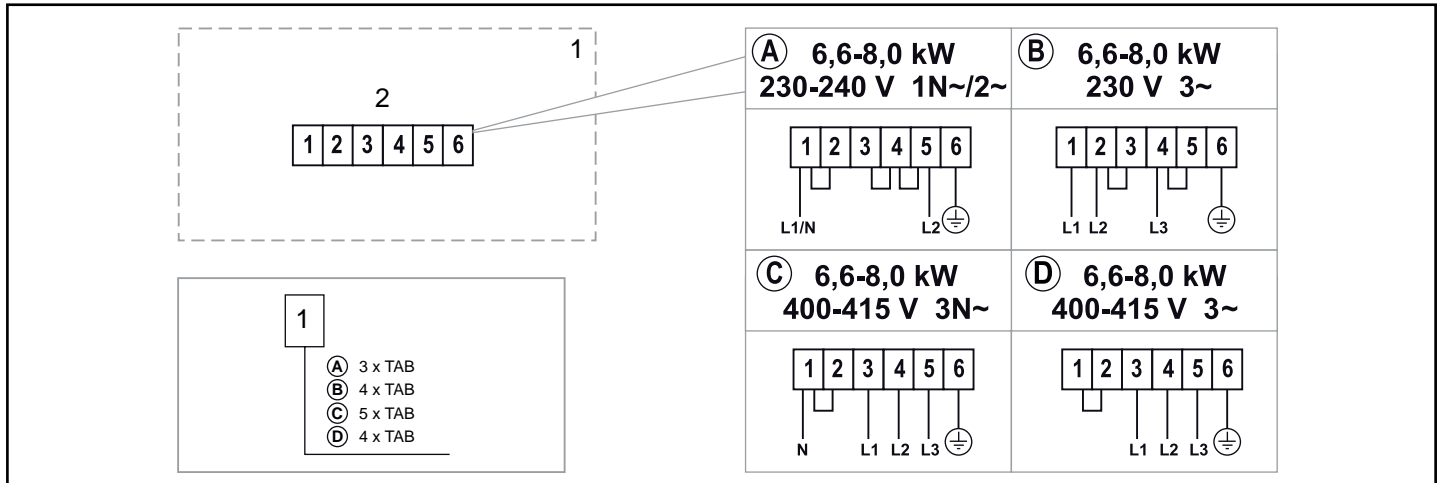 1
2
1 2 3 4 5 6
1
Ⓐ 3 x TAB
Ⓑ 4 x TAB
Ⓒ 5 x TAB
Ⓓ 4 x TAB
Ⓐ 6,6-8,0 kW
230-240 V 1N~/2~
1 2 3 4 5 6
L1/N L2
Ⓑ 6,6-8,0 kW
230 V 3~
1 2 3 4 5 6
L1 L2 L3
Ⓒ 6,6-8,0 kW
400-415 V 3N~
1 2 3 4 5 6
N L1 L2 L3
Ⓓ 6,6-8,0 kW
400-415 V 3~
1 2 3 4 5 6
L1 L2 L3